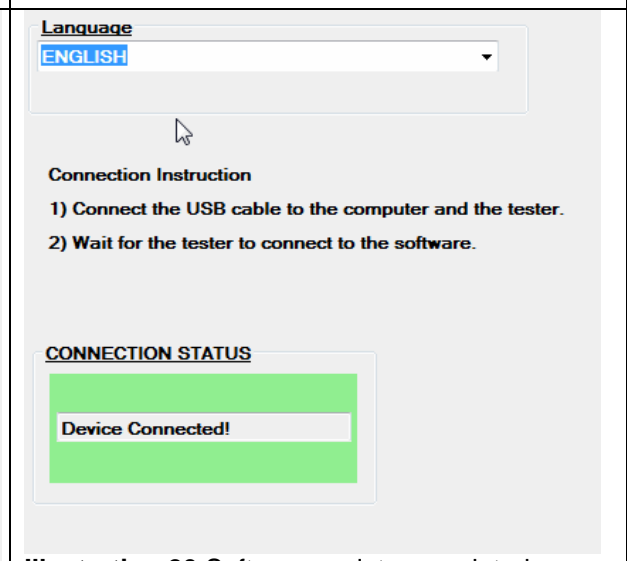 Language
ENGLISH
Connection Instruction
1) Connect the USB cable to the computer and the tester.
2) Wait for the tester to connect to the software.
CONNECTION STATUS
Device Connected!